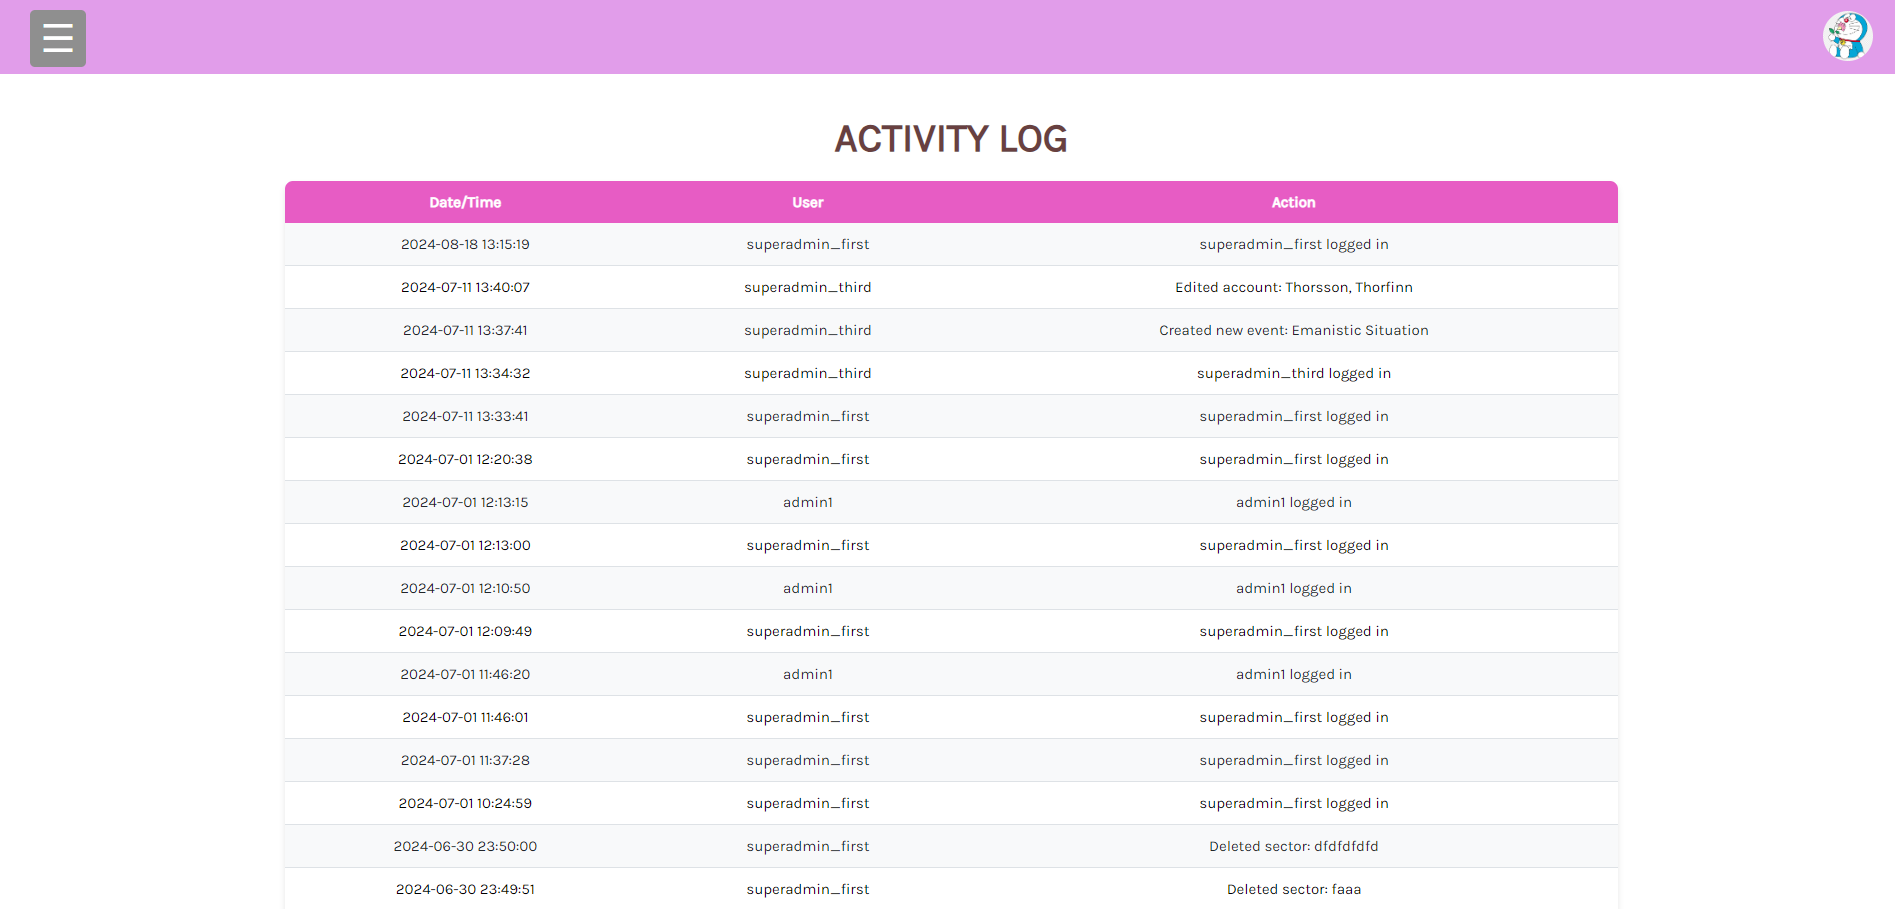 ACTIVITY LOG
Date/Time User Action
2024-08-18 13:15:19 superadmin_first superadmin_first logged in
2024-07-11 13:40:07 superadmin_third Edited account: Thorsson, Thorfinn
2024-07-11 13:37:41 superadmin_third Created new event: Emanistic Situation
2024-07-11 13:34:32 superadmin_third superadmin_third logged in
2024-07-11 13:33:41 superadmin_first superadmin_first logged in
2024-07-01 12:20:38 superadmin_first superadmin_first logged in
2024-07-01 12:13:15 admin1 admin1 logged in
2024-07-01 12:13:00 superadmin_first superadmin_first logged in
2024-07-01 12:10:50 admin1 admin1 logged in
2024-07-01 12:09:49 superadmin_first superadmin_first logged in
2024-07-01 11:46:20 admin1 admin1 logged in
2024-07-01 11:46:01 superadmin_first superadmin_first logged in
2024-07-01 11:37:28 superadmin_first superadmin_first logged in
2024-07-01 10:24:59 superadmin_first superadmin_first logged in
2024-06-30 23:50:00 superadmin_first Deleted sector: dfdfdfdfd
2024-06-30 23:49:51 superadmin_first Deleted sector: faaa